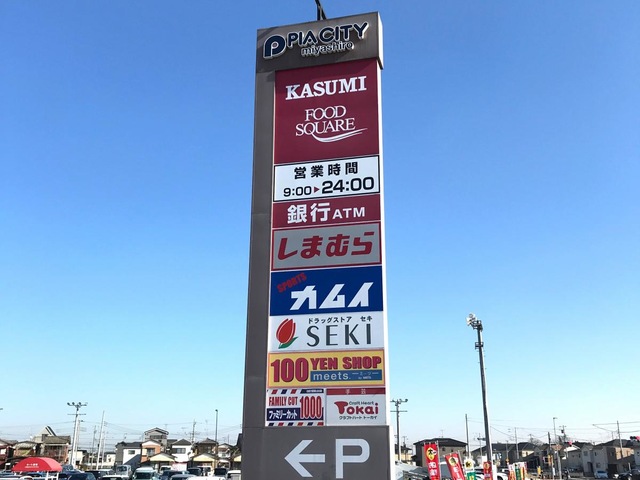 PIACITY
miyashiro
KASUMI
FOOD
SQUARE
営業時間
9:00 ▶ 24:00
銀行ATM
しまむら
SPORTS
オムイ
ドラッグストア セキ
SEKI
100 YEN SHOP
meets.
FAMILY CUT 1000
ファミリーカット
手芸
Craft Heart
Tokai
クラフトハートトーカイ
←P